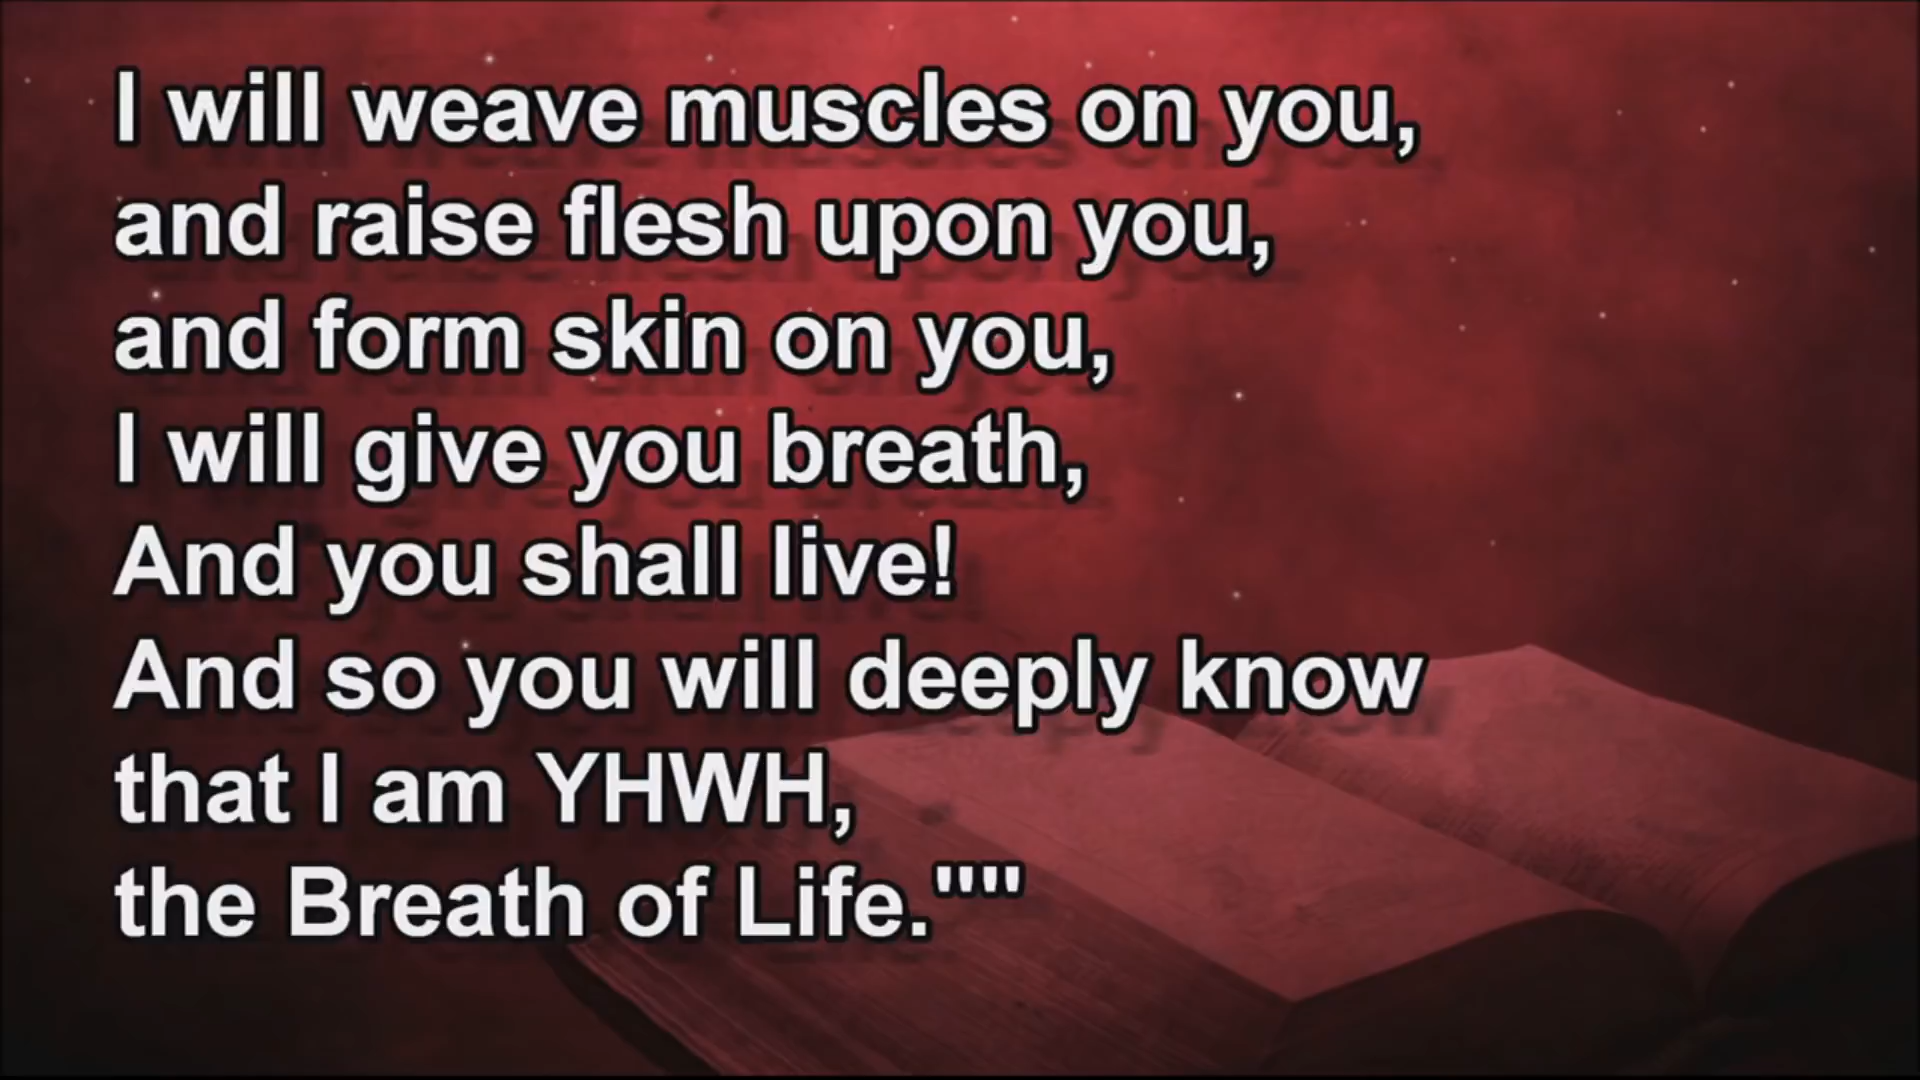 I will weave muscles on you,
and raise flesh upon you,
and form skin on you,
I will give you breath,
And you shall live!
And so you will deeply know
that I am YHWH,
the Breath of Life.""